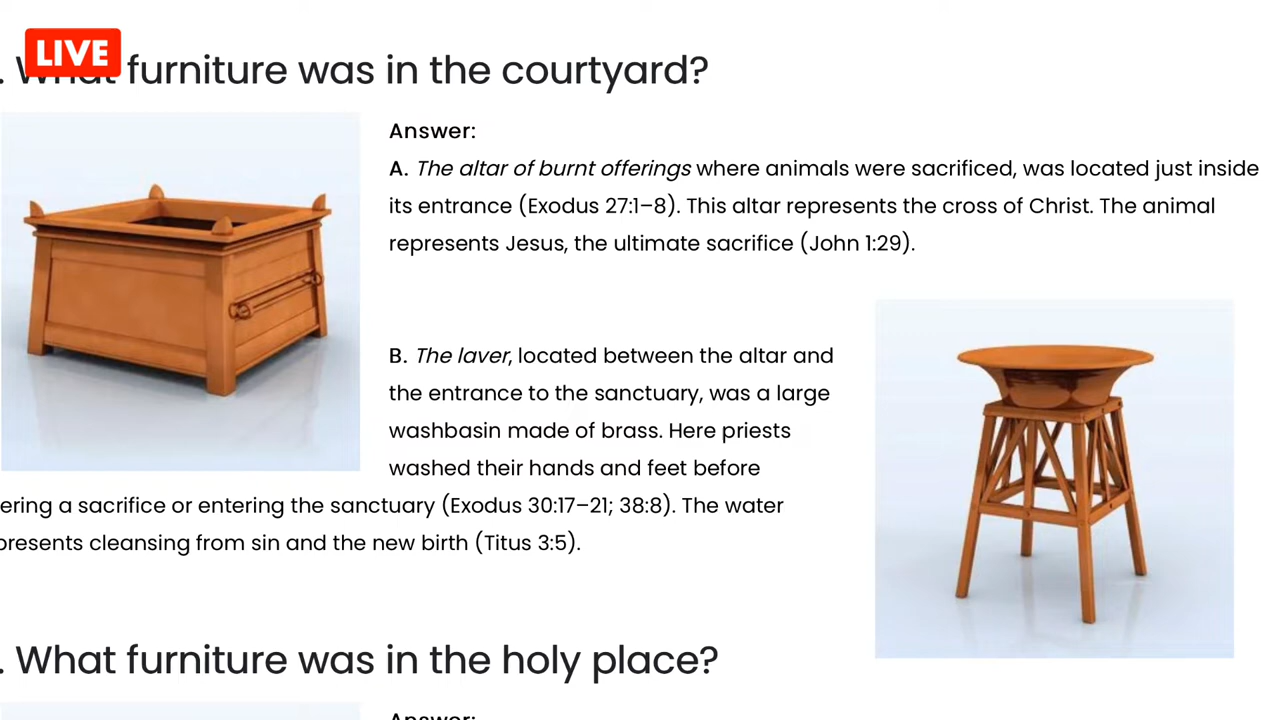 LIVE
. What furniture was in the courtyard?
Answer:
A. The altar of burnt offerings where animals were sacrificed, was located just inside
its entrance (Exodus 27:1–8). This altar represents the cross of Christ. The animal
represents Jesus, the ultimate sacrifice (John 1:29).
B. The laver, located between the altar and
the entrance to the sanctuary, was a large
washbasin made of brass. Here priests
washed their hands and feet before
ering a sacrifice or entering the sanctuary (Exodus 30:17–21; 38:8). The water
presents cleansing from sin and the new birth (Titus 3:5).
. What furniture was in the holy place?
Answer: